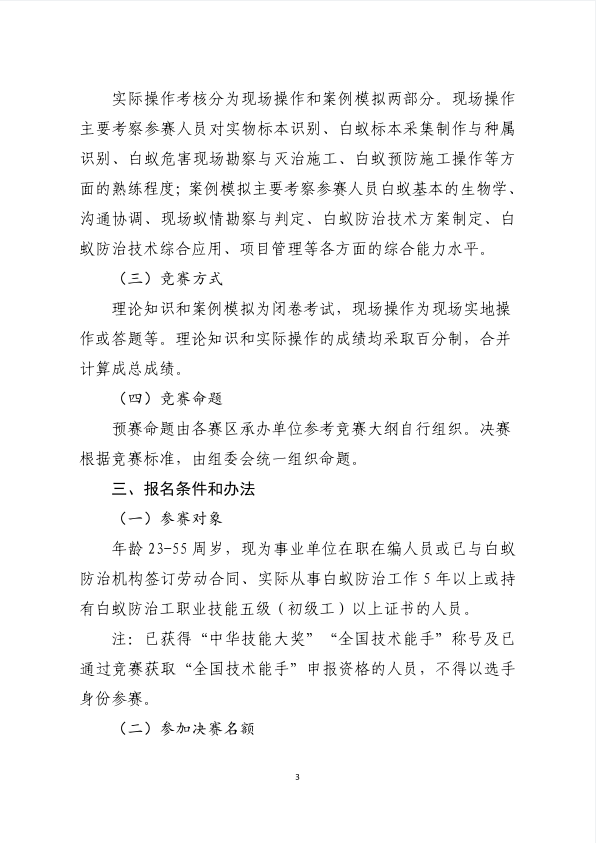 实际操作考核分为现场操作和案例模拟两部分。现场操作
主要考察参赛人员对实物标本识别、白蚁标本采集制作与种属
识别、白蚁危害现场勘察与灭治施工、白蚁预防施工操作等方
面的熟练程度；案例模拟主要考察参赛人员白蚁基本的生物学、
沟通协调、现场蚁情勘察与判定、白蚁防治技术方案制定、白
蚁防治技术综合应用、项目管理等各方面的综合能力水平。
（三）竞赛方式
理论知识和案例模拟为闭卷考试，现场操作为现场实地操
作或答题等。理论知识和实际操作的成绩均采取百分制，合并
计算成总成绩。
（四）竞赛命题
预赛命题由各赛区承办单位参考竞赛大纲自行组织。决赛
根据竞赛标准，由组委会统一组织命题。
三、报名条件和办法
（一）参赛对象
年龄 23-55 周岁，现为事业单位在职在编人员或已与白蚁
防治机构签订劳动合同、实际从事白蚁防治工作 5 年以上或持
有白蚁防治工职业技能五级（初级工）以上证书的人员。
注：已获得“中华技能大奖”“全国技术能手”称号及已
通过竞赛获取“全国技术能手”申报资格的人员，不得以选手
身份参赛。
（二）参加决赛名额
3